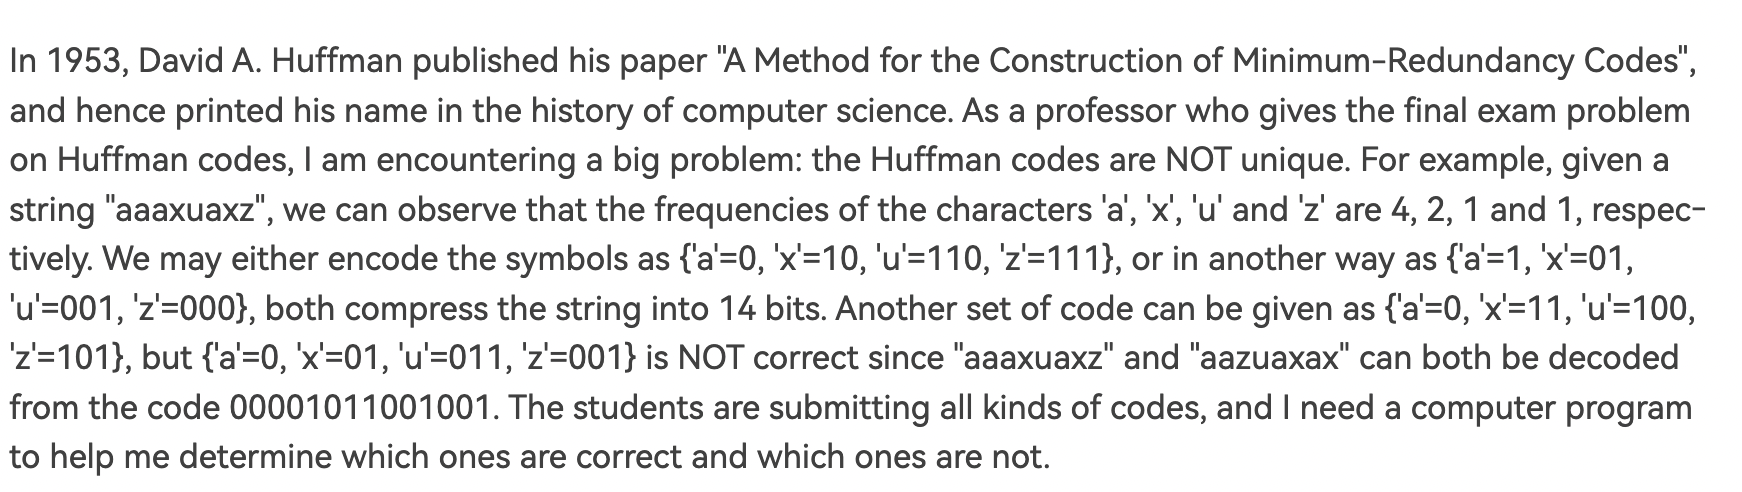 In 1953, David A. Huffman published his paper "A Method for the Construction of Minimum-Redundancy Codes",
and hence printed his name in the history of computer science. As a professor who gives the final exam problem
on Huffman codes, I am encountering a big problem: the Huffman codes are NOT unique. For example, given a
string "aaaxuaxz", we can observe that the frequencies of the characters 'a', 'x', 'u' and 'z' are 4, 2, 1 and 1, respec-
tively. We may either encode the symbols as {'a'=0, 'x'=10, 'u'=110, 'z'=111}, or in another way as {'a'=1, 'x'=01,
'u'=001, 'z'=000}, both compress the string into 14 bits. Another set of code can be given as {'a'=0, 'x'=11, 'u'=100,
'z'=101}, but {'a'=0, 'x'=01, 'u'=011, 'z'=001} is NOT correct since "aaaxuaxz" and "aazuaxax" can both be decoded
from the code 00001011001001. The students are submitting all kinds of codes, and I need a computer program
to help me determine which ones are correct and which ones are not.